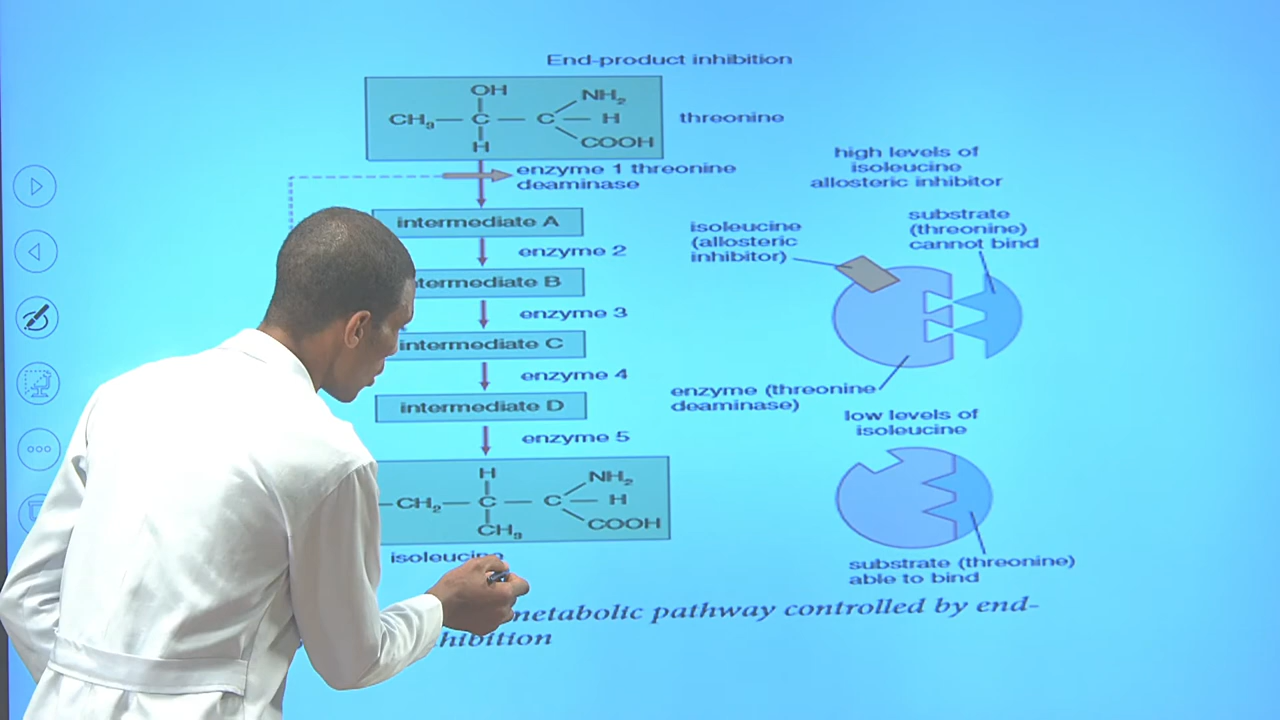 End-product inhibition
OH
NH2
CH3 — C — C — H
COOH
H
threonine
enzyme 1 threonine
deaminase
intermediate A
enzyme 2
intermediate B
enzyme 3
intermediate C
enzyme 4
intermediate D
enzyme 5
H
NH2
— CH2 — C — C — H
COOH
CH3
isoleucine
high levels of
isoleucine
allosteric inhibitor
isoleucine
(allosteric
inhibitor)
substrate
(threonine)
cannot bind
enzyme (threonine
deaminase)
low levels of
isoleucine
substrate (threonine)
able to bind
metabolic pathway controlled by end-
hibition